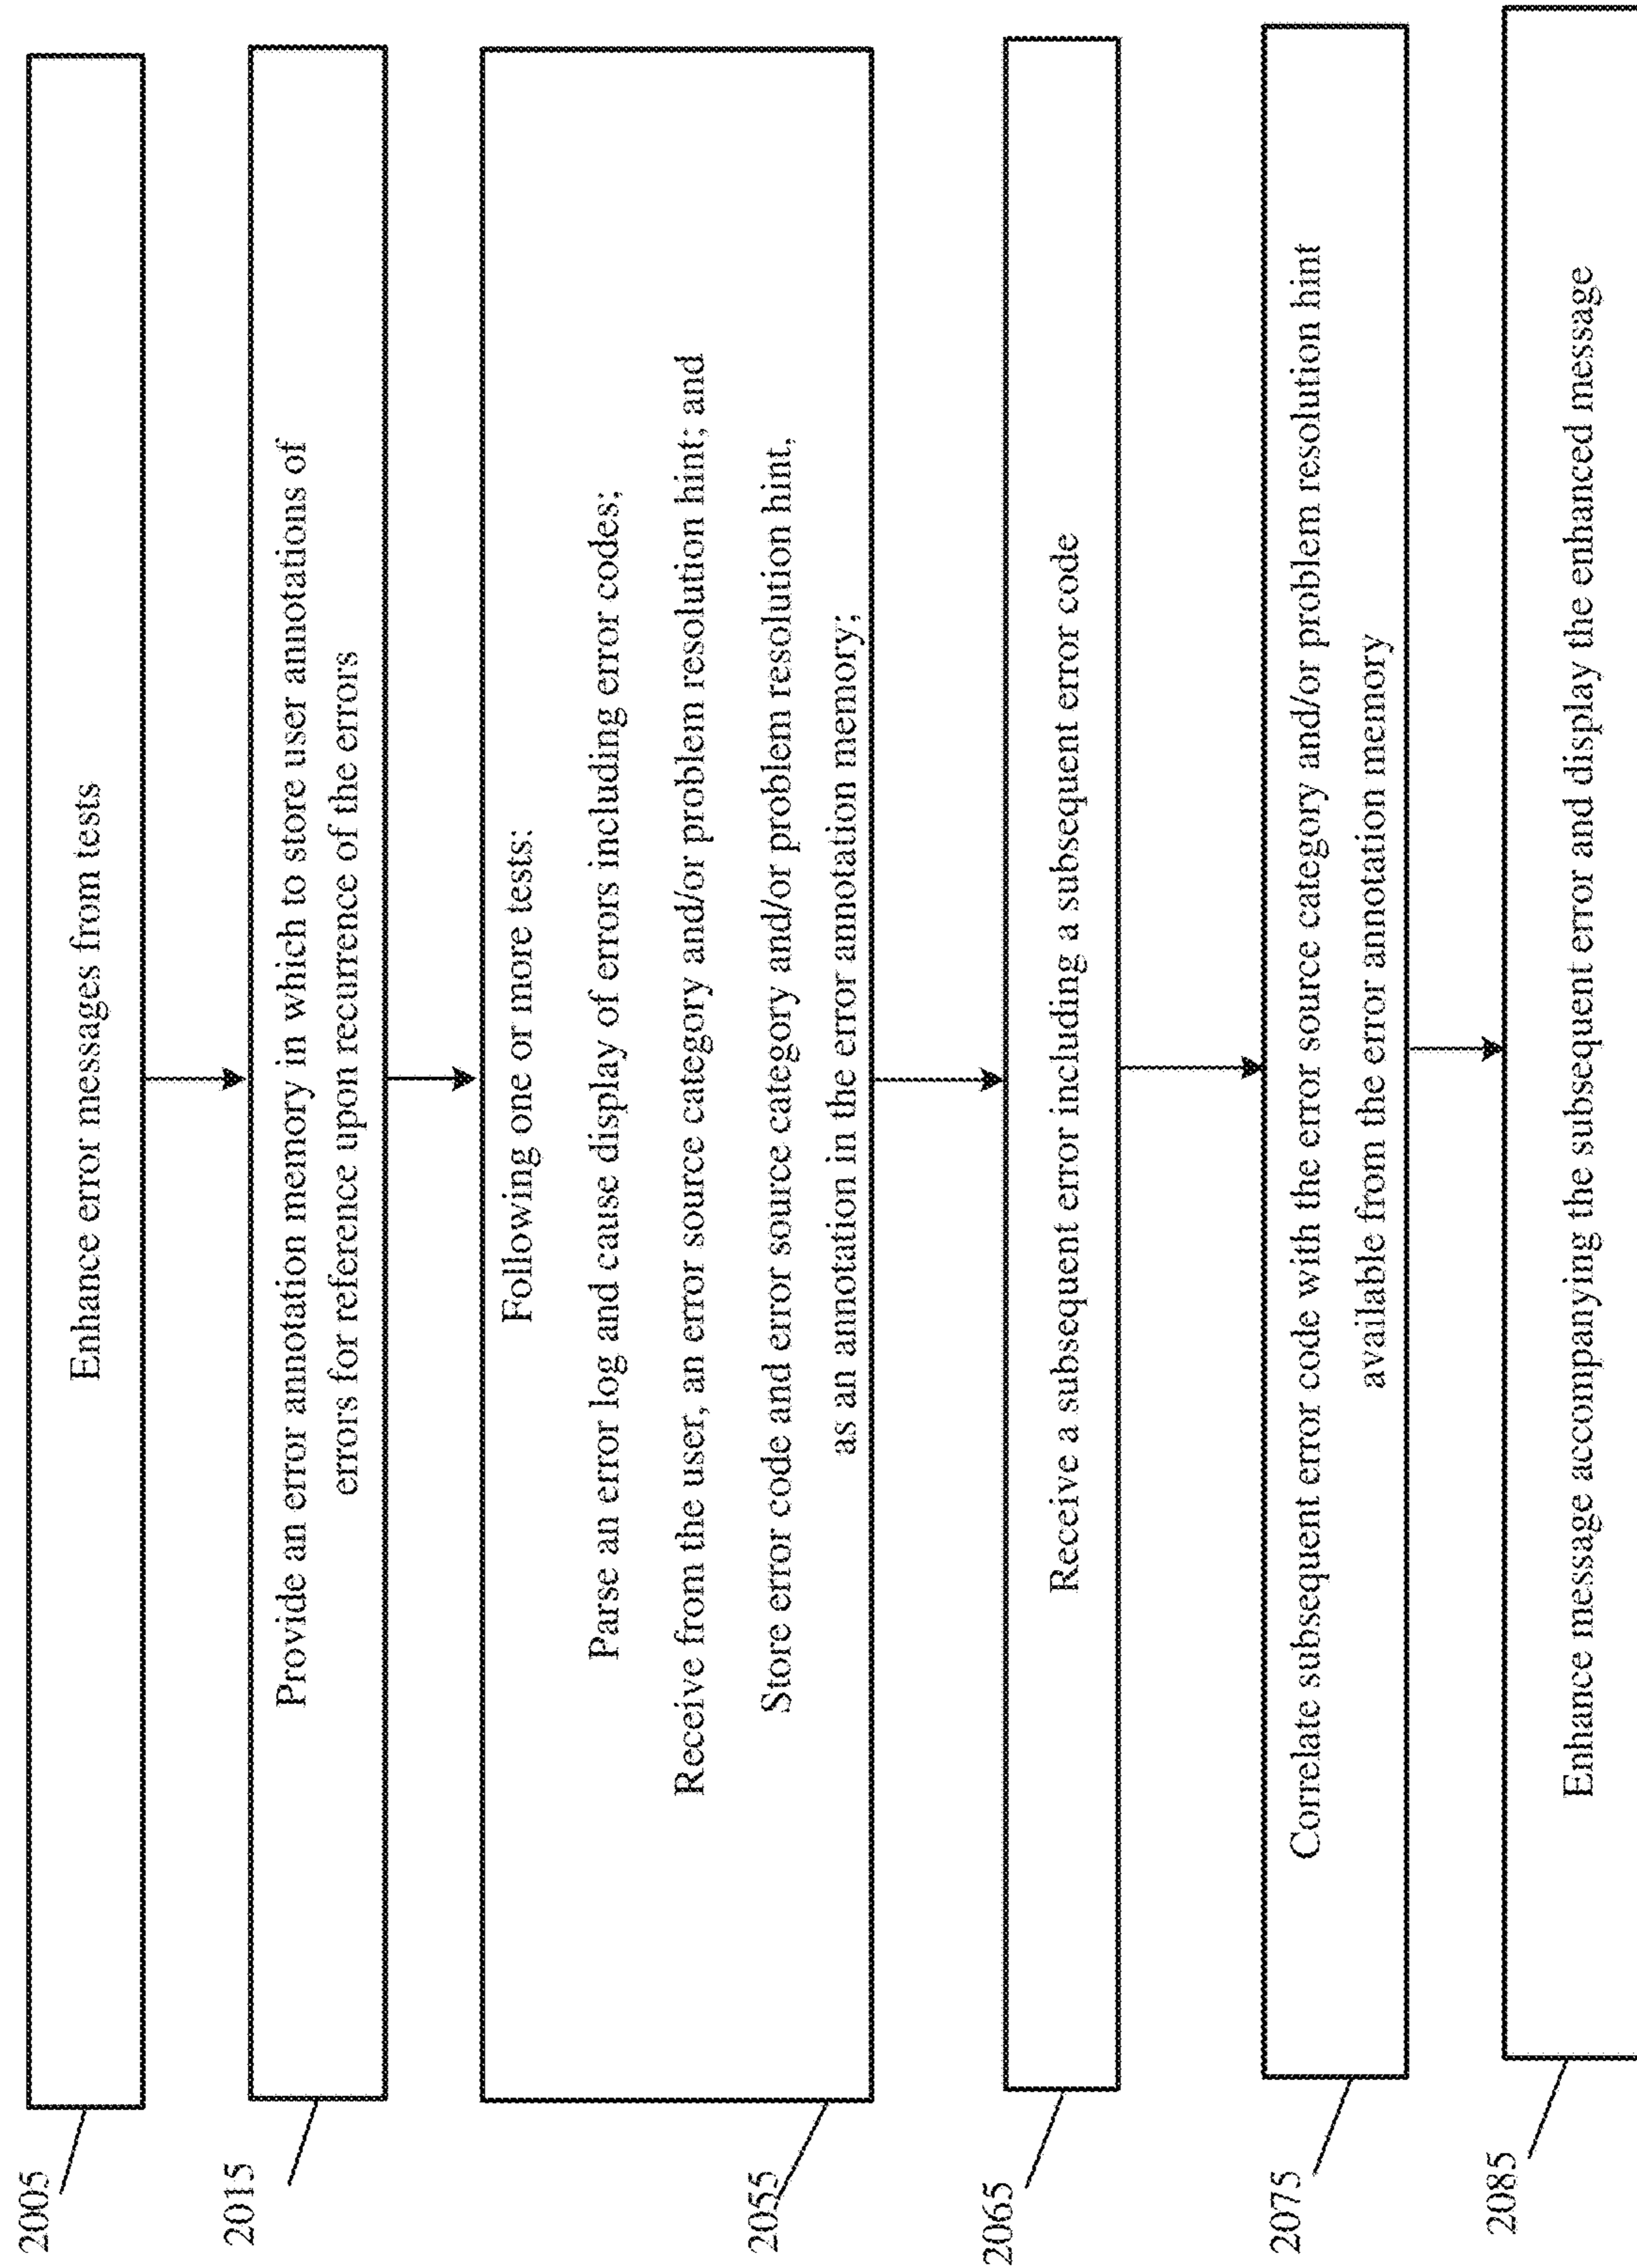 2005
Enhance error messages from tests
2015
Provide an error annotation memory in which to store user annotations of
errors for reference upon recurrence of the errors
2055
Following one or more tests:
Parse an error log and cause display of errors including error codes;
Receive from the user, an error source category and/or problem resolution hint; and
Store error code and error source category and/or problem resolution hint,
as an annotation in the error annotation memory;
2065
Receive a subsequent error including a subsequent error code
2075
Correlate subsequent error code with the error source category and/or problem resolution hint
available from the error annotation memory
2085
Enhance message accompanying the subsequent error and display the enhanced message